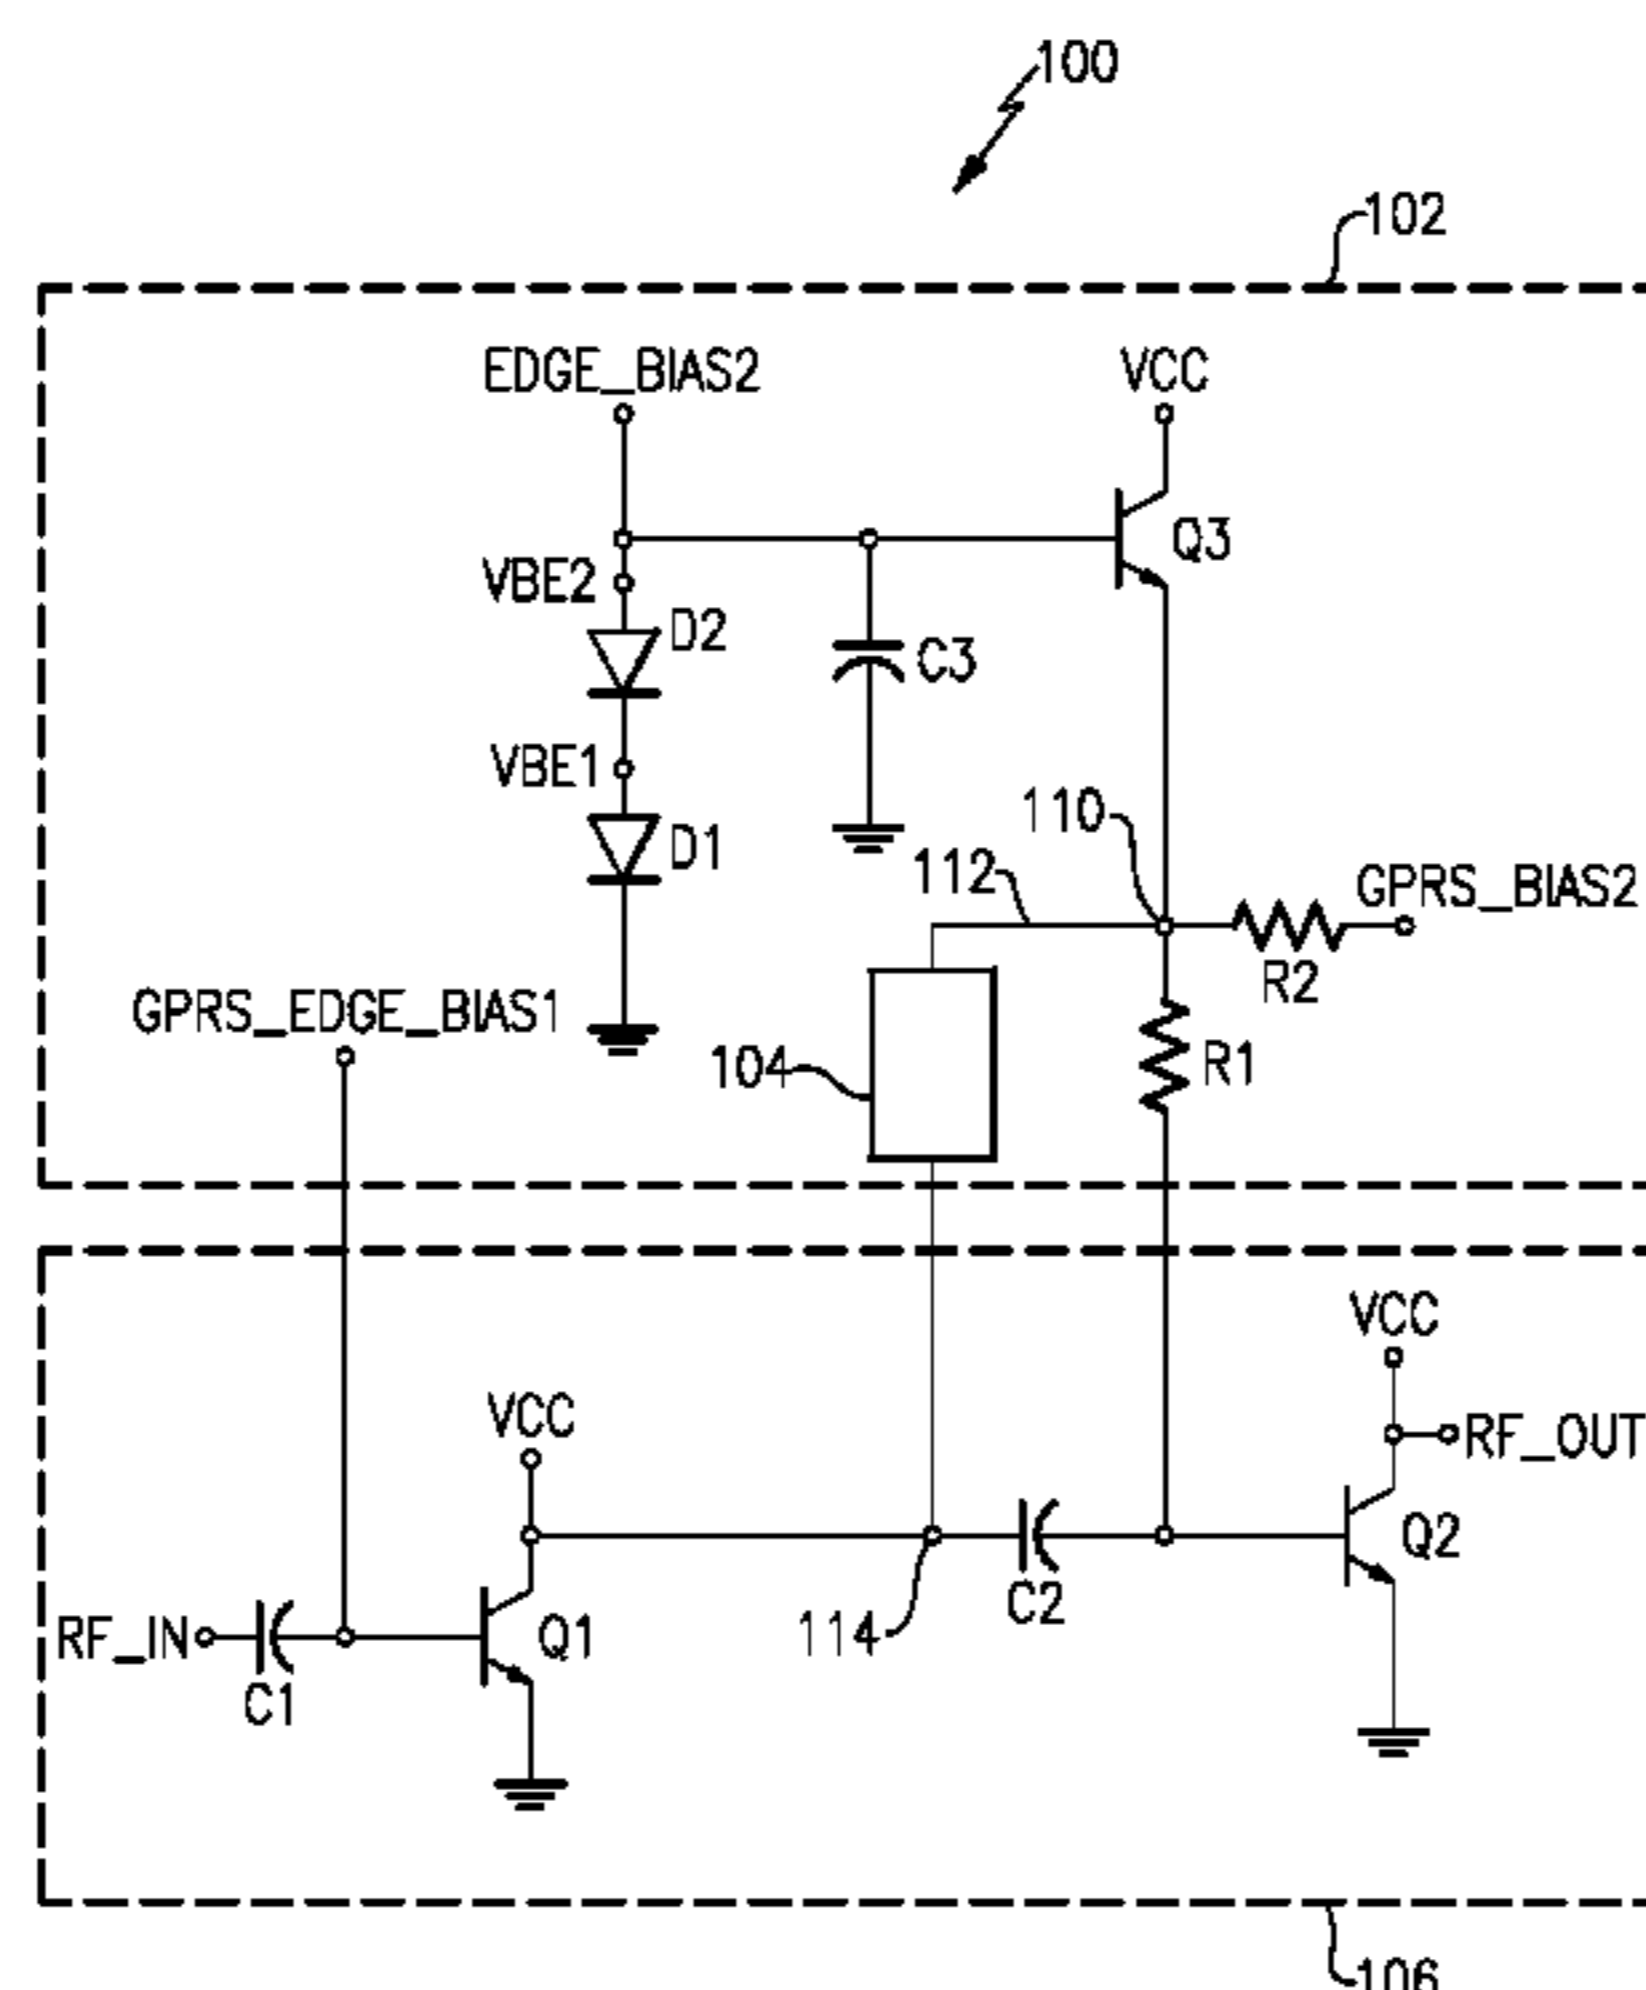 100
102
EDGE_BIAS2
VCC
Q3
VBE2
D2
C3
VBE1
D1
110
112
GPRS_BIAS2
R2
GPRS_EDGE_BIAS1
104
R1
VCC
VCC
RF_OUT
Q2
C2
114
RF_IN
Q1
C1
106